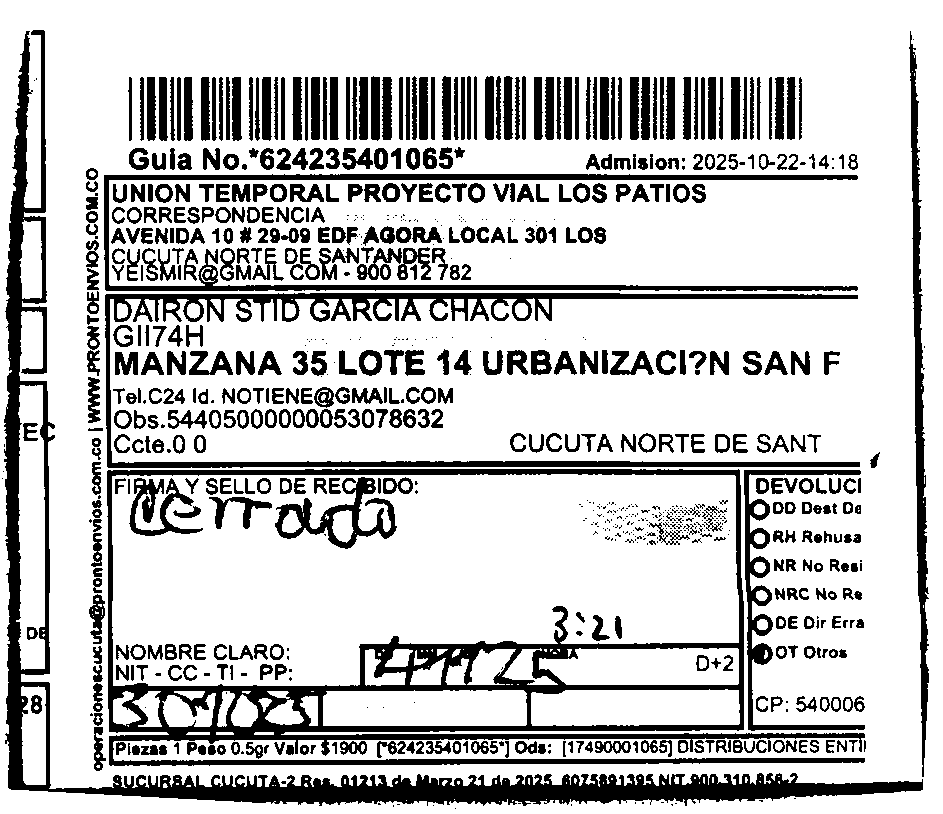 Guia No.*624235401065*
Admision: 2025-10-22-14:18
operacionescucuta@prontoenvios.com.co | WWW.PRONTOENVIOS.COM.CO
UNION TEMPORAL PROYECTO VIAL LOS PATIOS
CORRESPONDENCIA
AVENIDA 10 # 29-09 EDF AGORA LOCAL 301 LOS
CUCUTA NORTE DE SANTANDER
YEISMIR@GMAIL COM - 900 812 782
DAIRON STID GARCIA CHACON
GII74H
MANZANA 35 LOTE 14 URBANIZACI?N SAN F
Tel.C24 Id. NOTIENE@GMAIL.COM
Obs.54405000000053078632
Ccte.0 0
CUCUTA NORTE DE SANT
EC
DE
28
FIRMA Y SELLO DE RECIBIDO:
Cerrado
3:21
NOMBRE CLARO:
NIT - CC - TI - PP:
D+2
DEVOLUCI
DD Dest De
RH Rehusa
NR No Resi
NRC No Re
DE Dir Erra
OT Otros
CP: 540006
Piezas 1 Peso 0.5gr Valor $1900 [*624235401065*] Ods: [17490001065] DISTRIBUCIONES ENTI
SUCURSAL CUCUTA-2 Res. 01213 de Marzo 21 de 2025 6075891395 NIT 900.310.856-2